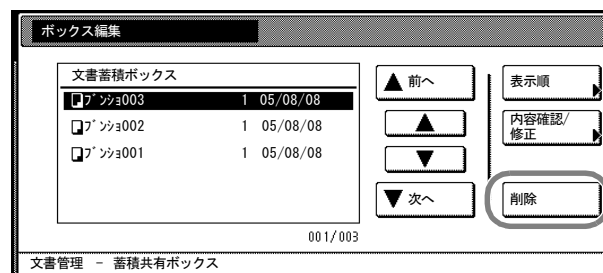 ボックス編集
文書蓄積ボックス
ﾌﾞﾝｼｮ003 1 05/08/08
ﾌﾞﾝｼｮ002 1 05/08/08
ﾌﾞﾝｼｮ001 1 05/08/08
001/003
▲ 前へ
▲
▼
▼ 次へ
表示順
内容確認/
修正
削除
文書管理 − 蓄積共有ボックス